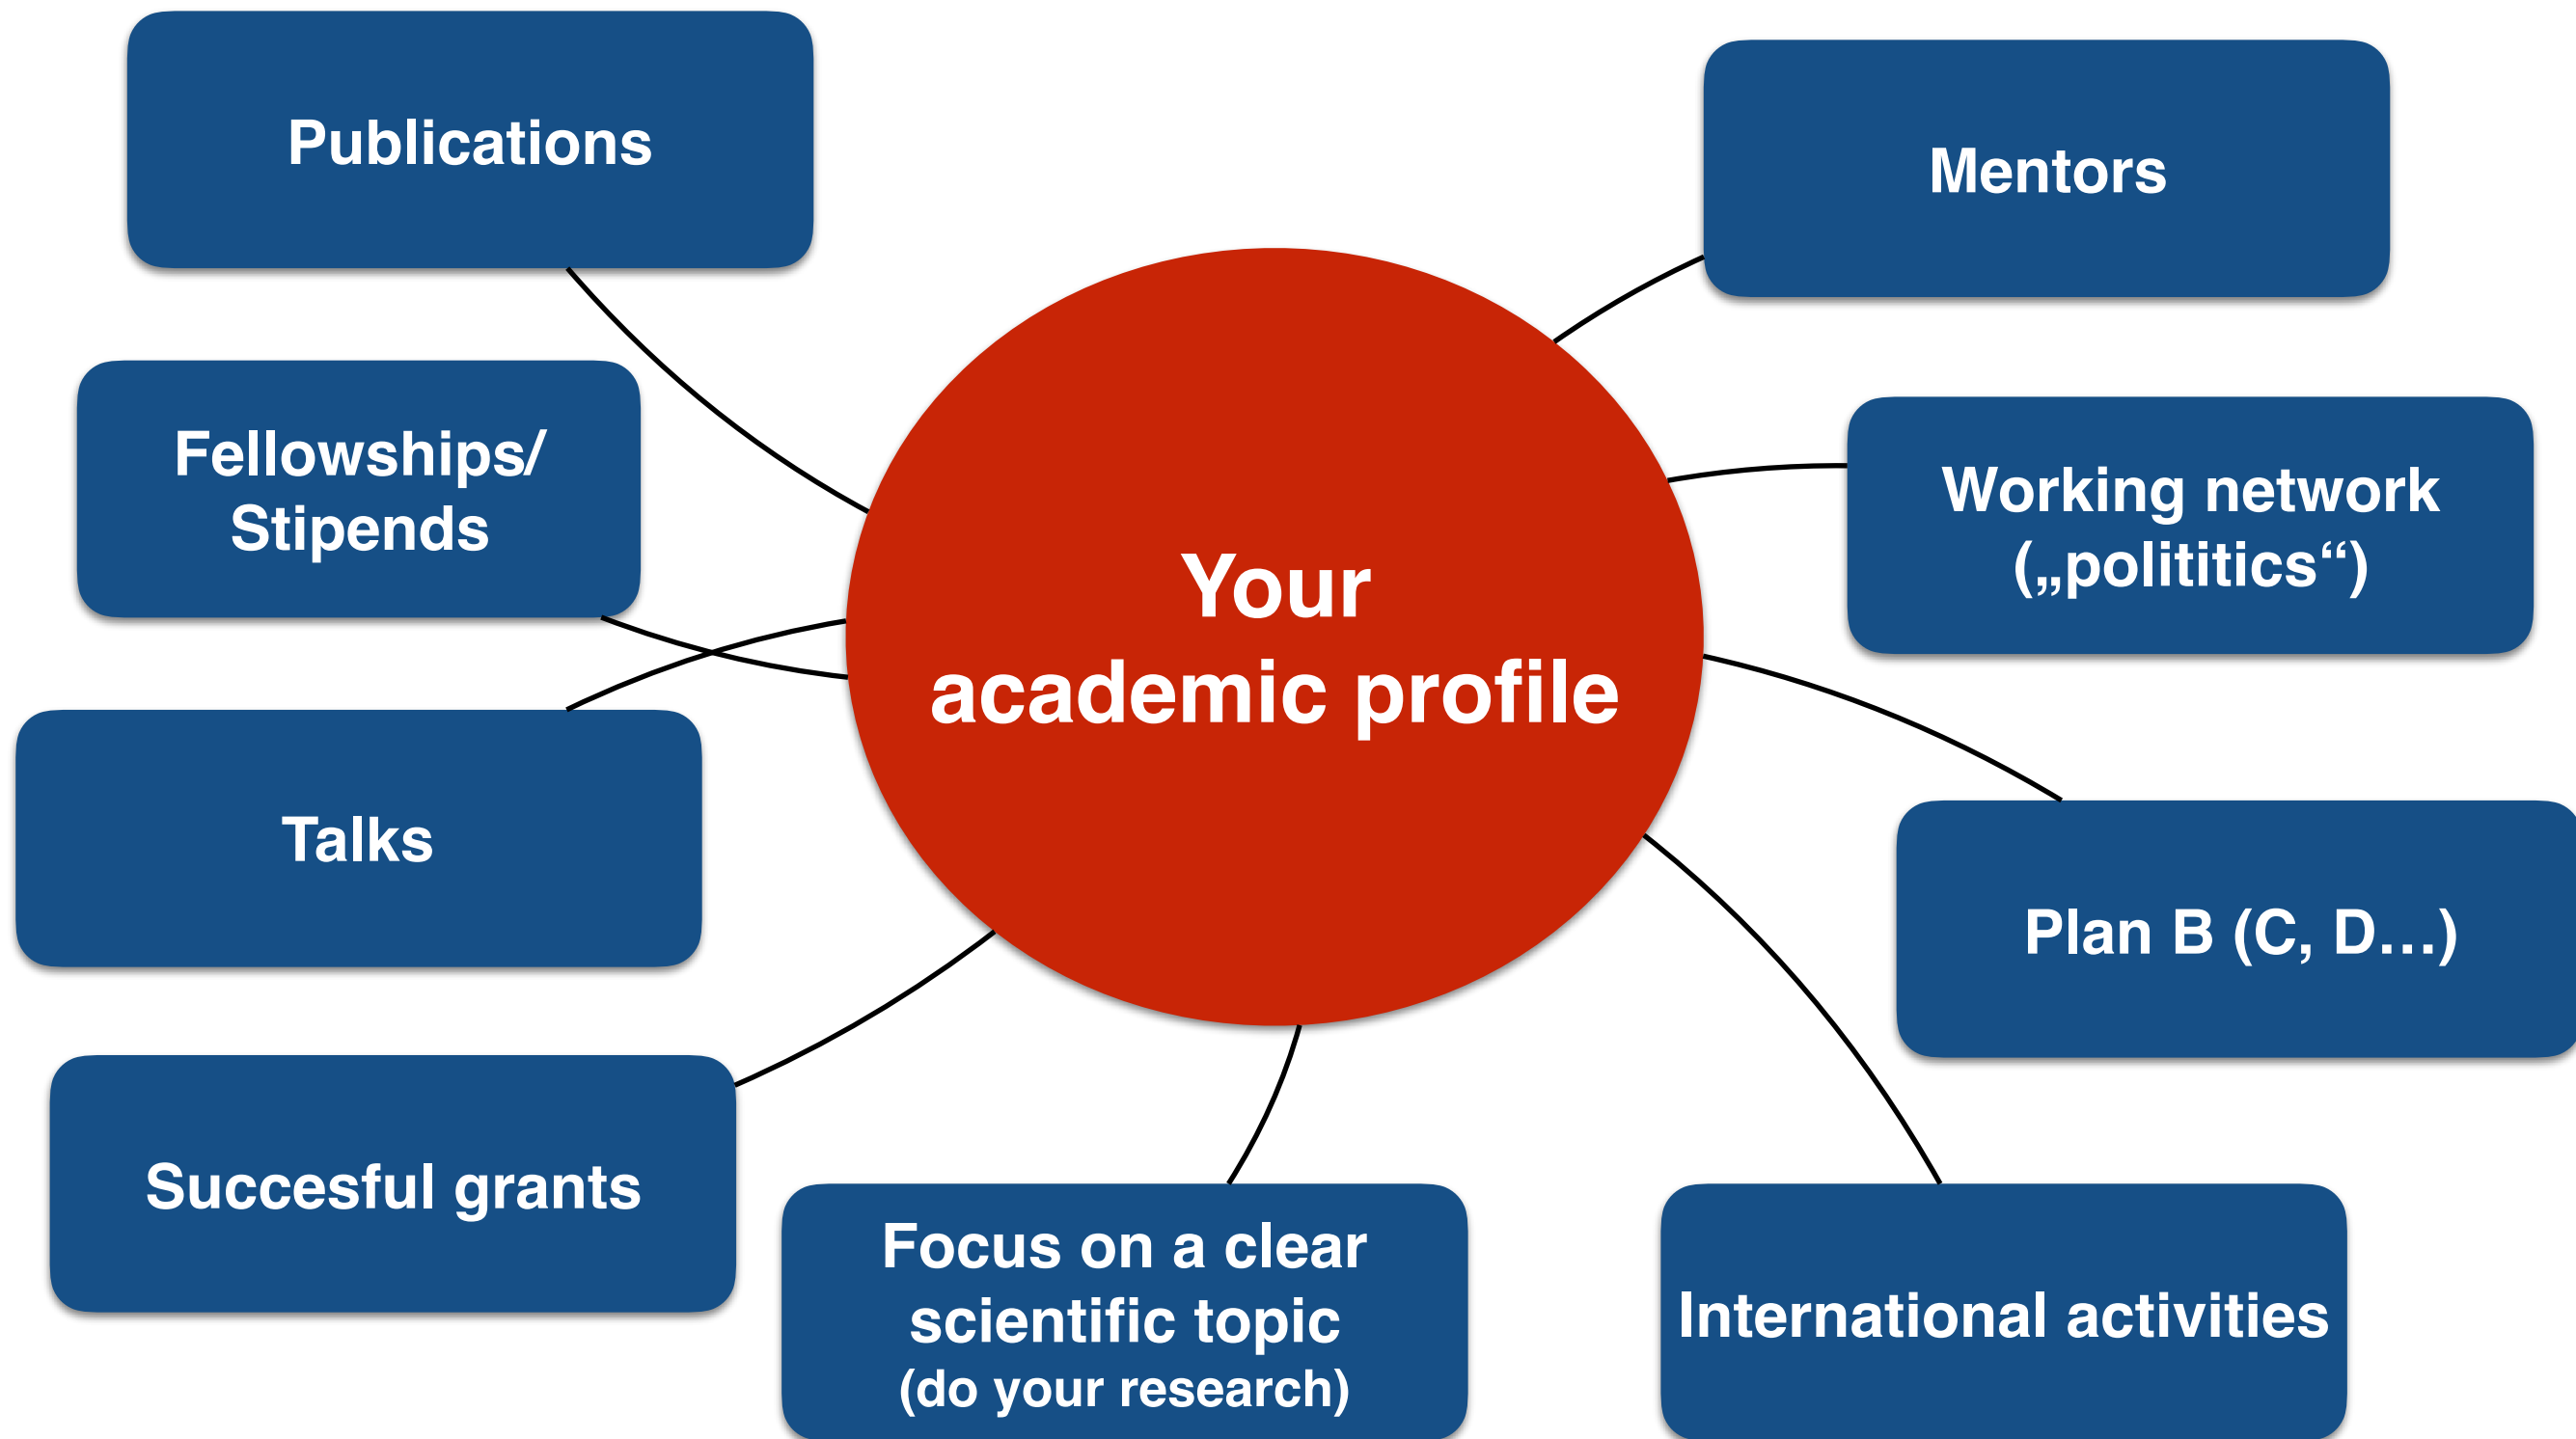 Publications
Mentors
Fellowships/
Stipends
Working network
(„polititics“)
Your
academic profile
Talks
Plan B (C, D…)
Succesful grants
Focus on a clear
scientific topic
(do your research)
International activities